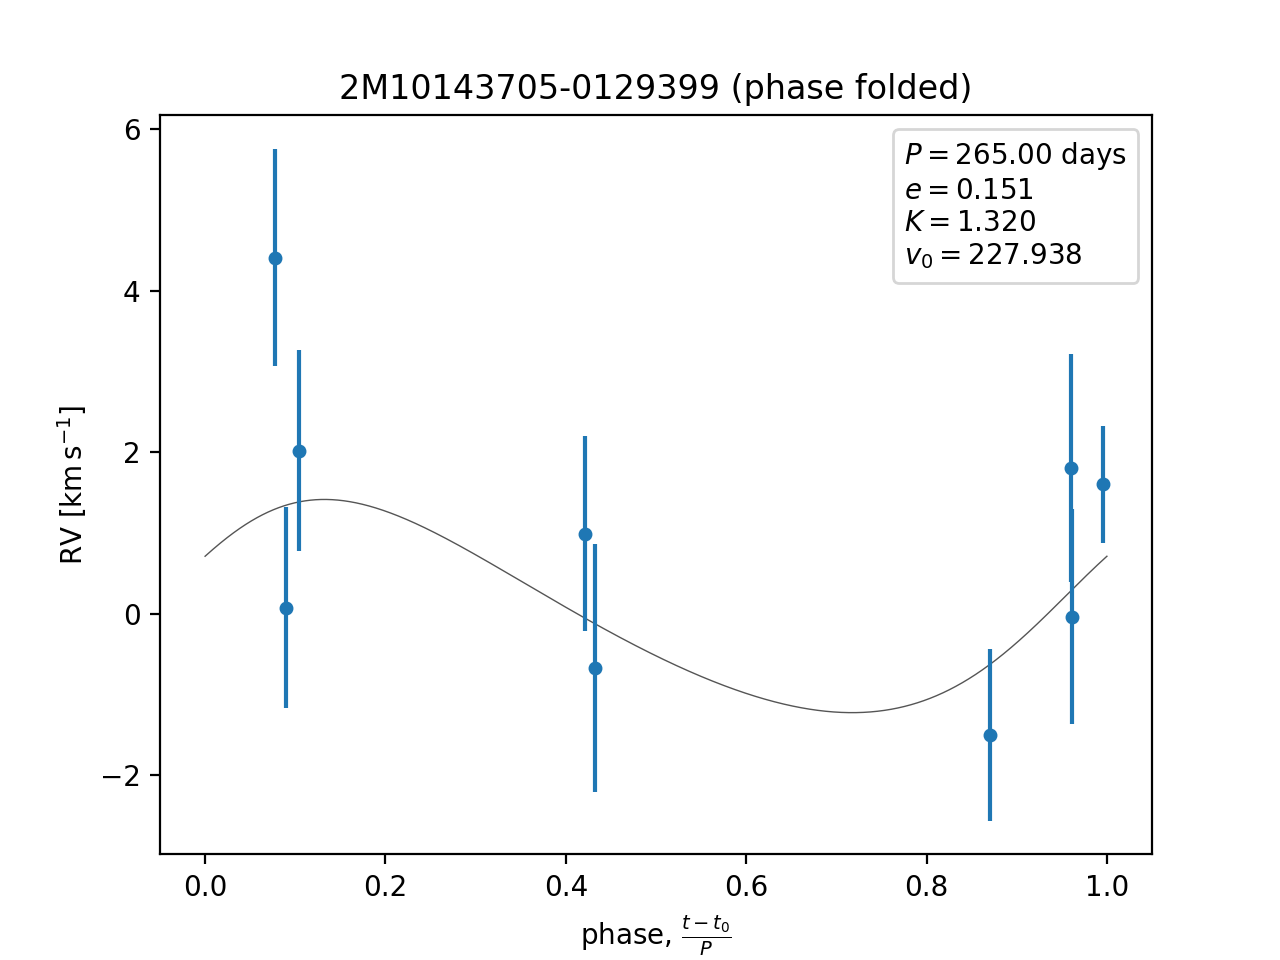 2M10143705-0129399 (phase folded)
P = 265.00 days
e = 0.151
K = 1.320
v₀ = 227.938
6
4
2
0
−2
RV [km s⁻¹]
0.0 0.2 0.4 0.6 0.8 1.0
phase, (t − t₀)/P